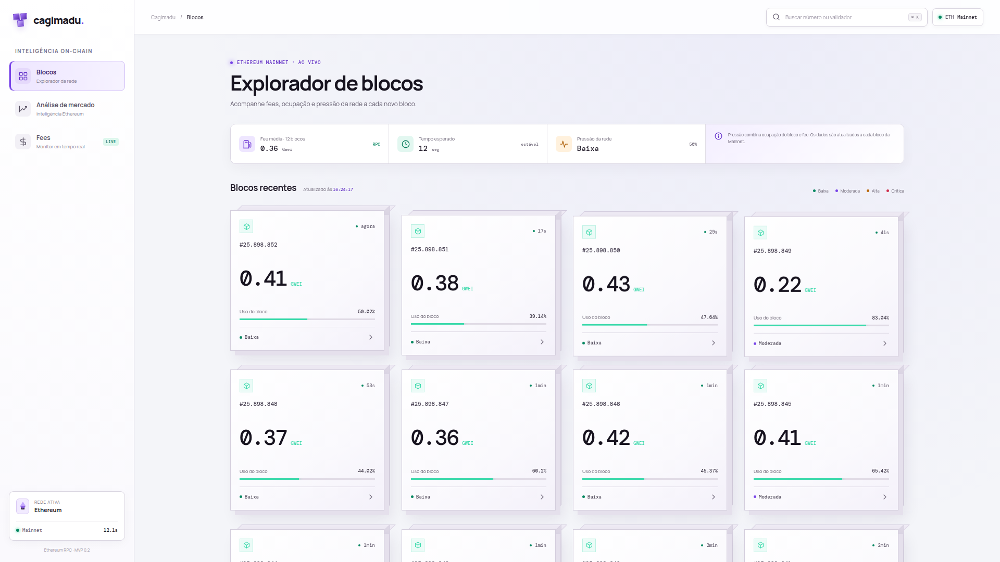 cagimadu.
INTELIGÊNCIA ON-CHAIN
Blocos
Explorador da rede
Análise de mercado
Inteligência Ethereum
Fees
Monitor em tempo real
LIVE
REDE ATIVA
Ethereum
Mainnet 12.1s
Ethereum RPC · MVP 0.2
Cagimadu / Blocos
Buscar número ou validador
⌘ K
ETH Mainnet
ETHEREUM MAINNET · AO VIVO
Explorador de blocos
Acompanhe fees, ocupação e pressão da rede a cada novo bloco.
Fee média · 12 blocos
0.36 Gwei
RPC
Tempo esperado
12 seg
estável
Pressão da rede
Baixa
50%
Pressão combina ocupação do bloco e fee. Os dados são atualizados a cada bloco da
Mainnet.
Blocos recentes Atualizado às 16:24:17
Baixa Moderada Alta Crítica
agora
#25.898.852
0.41 GWEI
Uso do bloco 50.02%
Baixa
17s
#25.898.851
0.38 GWEI
Uso do bloco 39.14%
Baixa
29s
#25.898.850
0.43 GWEI
Uso do bloco 47.64%
Baixa
41s
#25.898.849
0.22 GWEI
Uso do bloco 83.04%
Moderada
53s
#25.898.848
0.37 GWEI
Uso do bloco 44.02%
Baixa
1min
#25.898.847
0.36 GWEI
Uso do bloco 60.2%
Baixa
1min
#25.898.846
0.42 GWEI
Uso do bloco 45.37%
Baixa
1min
#25.898.845
0.41 GWEI
Uso do bloco 65.42%
Moderada
1min
1min
2min
2min